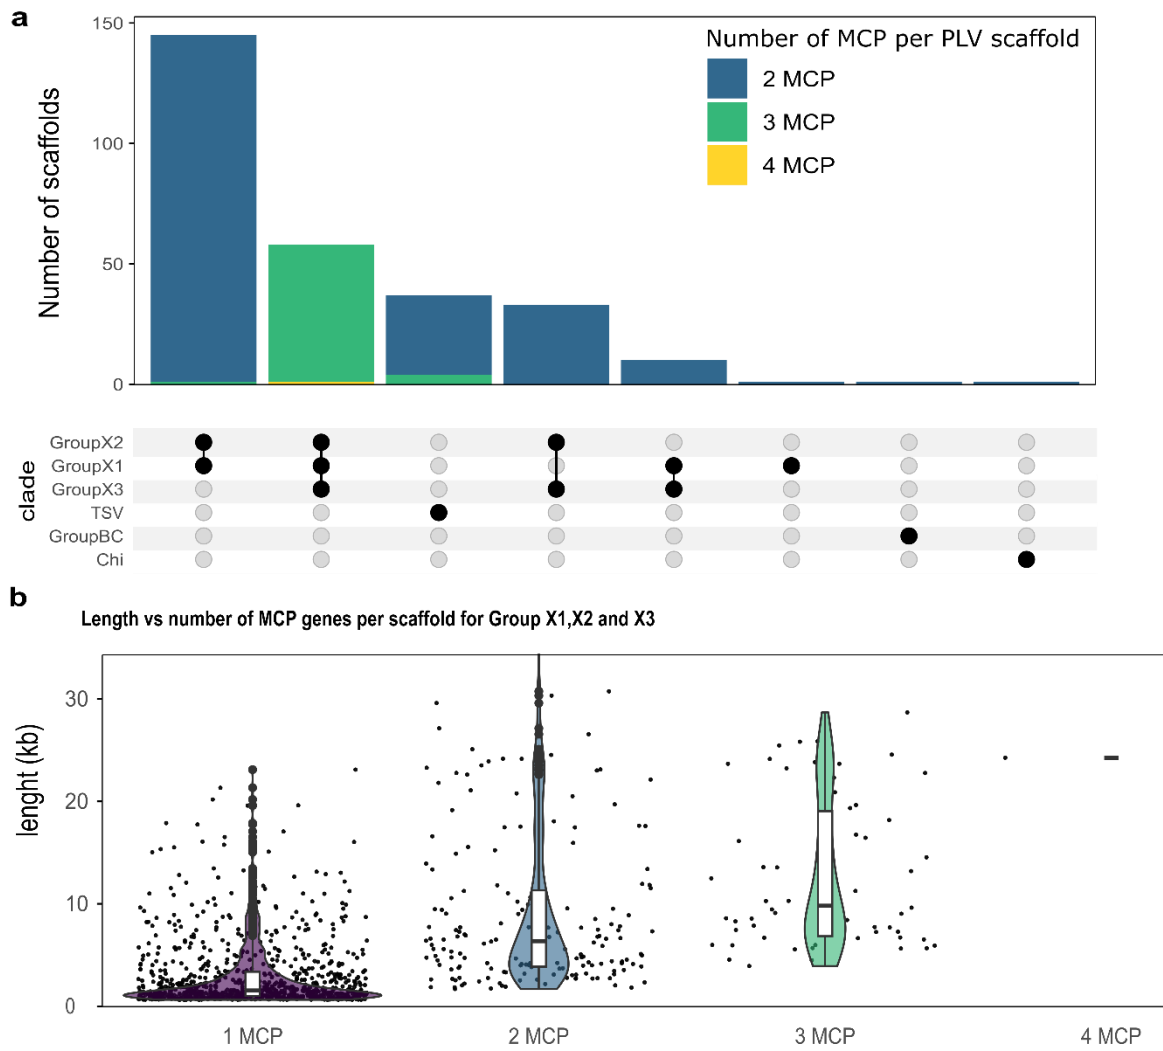 a
Number of scaffolds
150
100
50
0
Number of MCP per PLV scaffold
2 MCP
3 MCP
4 MCP
clade
GroupX2
GroupX1
GroupX3
TSV
GroupBC
Chi
b
Length vs number of MCP genes per scaffold for Group X1,X2 and X3
lenght (kb)
30
20
10
0
1 MCP
2 MCP
3 MCP
4 MCP